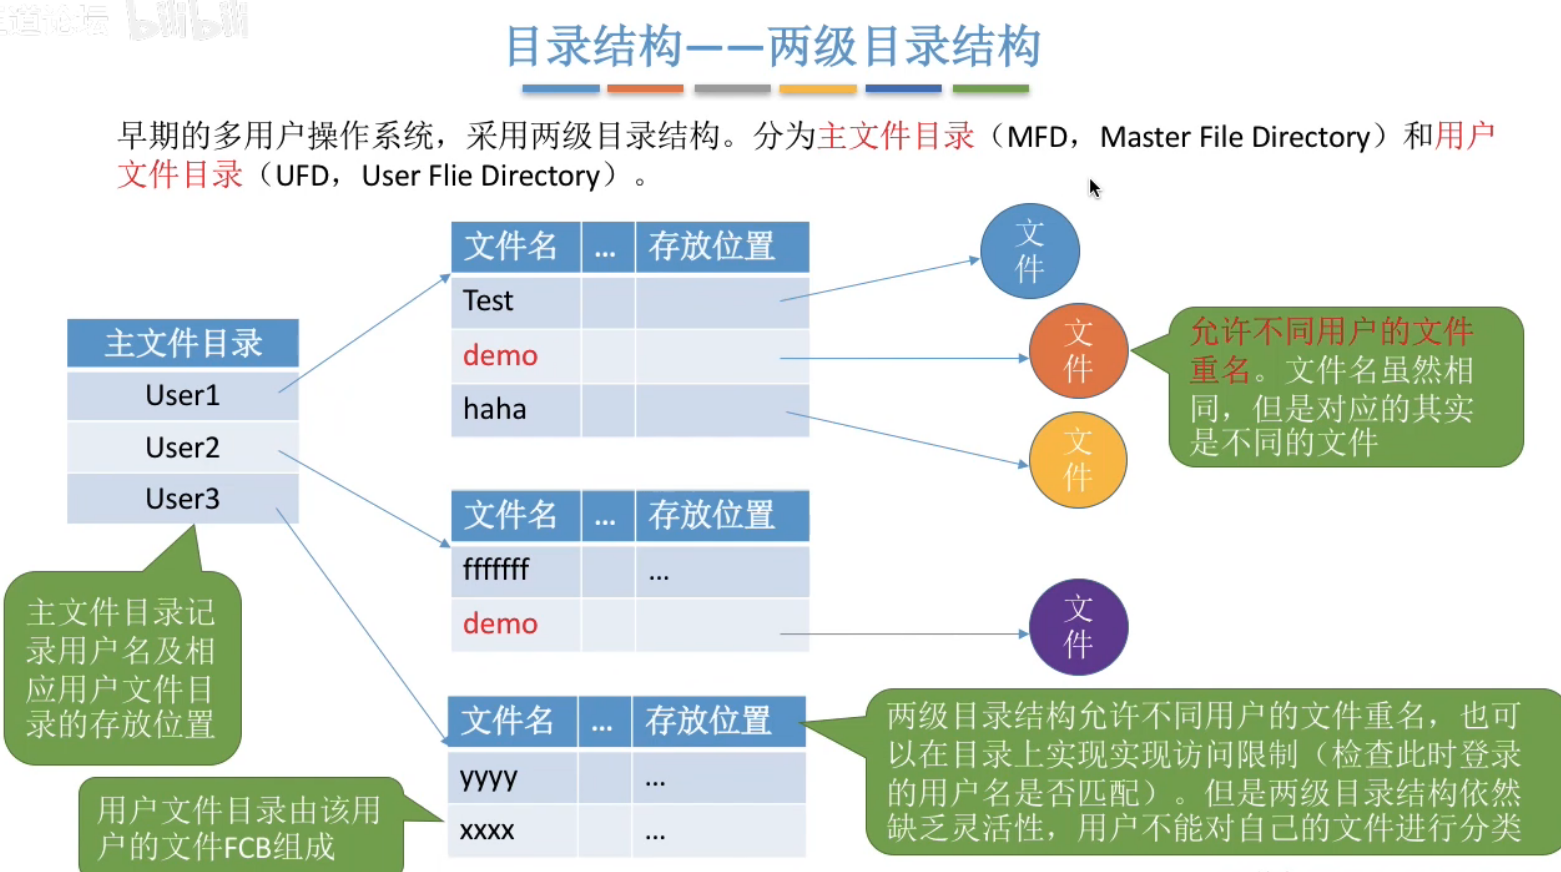 王道论坛 bilibili
目录结构——两级目录结构
早期的多用户操作系统，采用两级目录结构。分为主文件目录（MFD，Master File Directory）和用户
文件目录（UFD，User Flie Directory）。
主文件目录
User1
User2
User3
文件名 ... 存放位置
Test
demo
haha
文件名 ... 存放位置
fffffff ...
demo
文件名 ... 存放位置
yyyy ...
xxxx ...
文
件
文
件
文
件
文
件
允许不同用户的文件
重名。文件名虽然相
同，但是对应的其实
是不同的文件
主文件目录记
录用户名及相
应用户文件目
录的存放位置
用户文件目录由该用
户的文件FCB组成
两级目录结构允许不同用户的文件重名，也可
以在目录上实现实现访问限制（检查此时登录
的用户名是否匹配）。但是两级目录结构依然
缺乏灵活性，用户不能对自己的文件进行分类